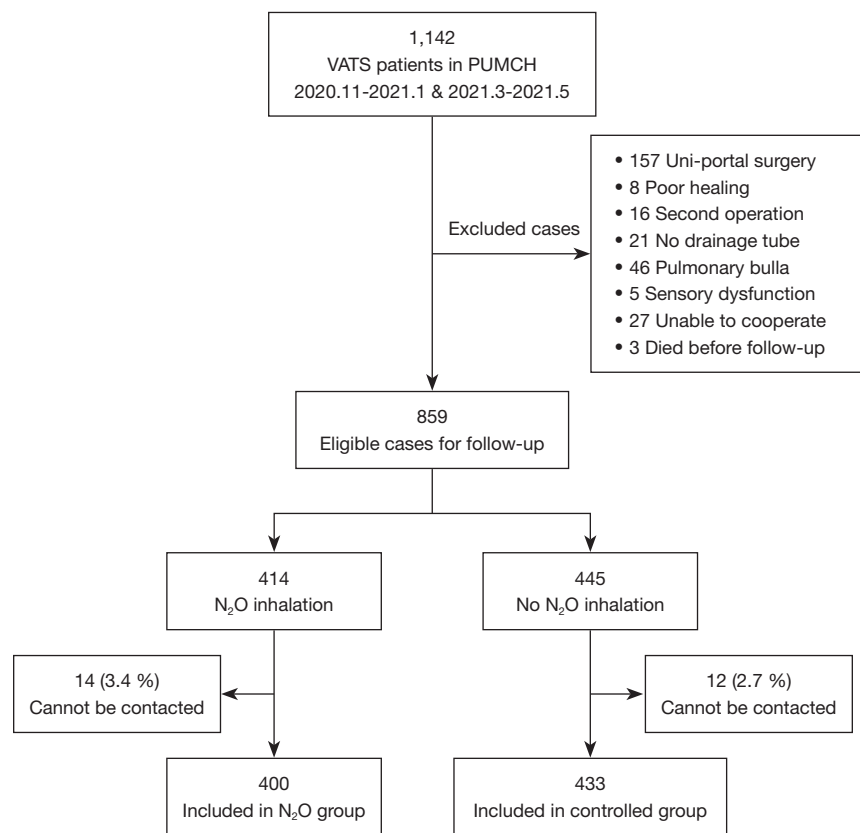 1,142
VATS patients in PUMCH
2020.11-2021.1 & 2021.3-2021.5
Excluded cases
• 157 Uni-portal surgery
• 8 Poor healing
• 16 Second operation
• 21 No drainage tube
• 46 Pulmonary bulla
• 5 Sensory dysfunction
• 27 Unable to cooperate
• 3 Died before follow-up
859
Eligible cases for follow-up
414
N₂O inhalation
445
No N₂O inhalation
14 (3.4 %)
Cannot be contacted
12 (2.7 %)
Cannot be contacted
400
Included in N₂O group
433
Included in controlled group